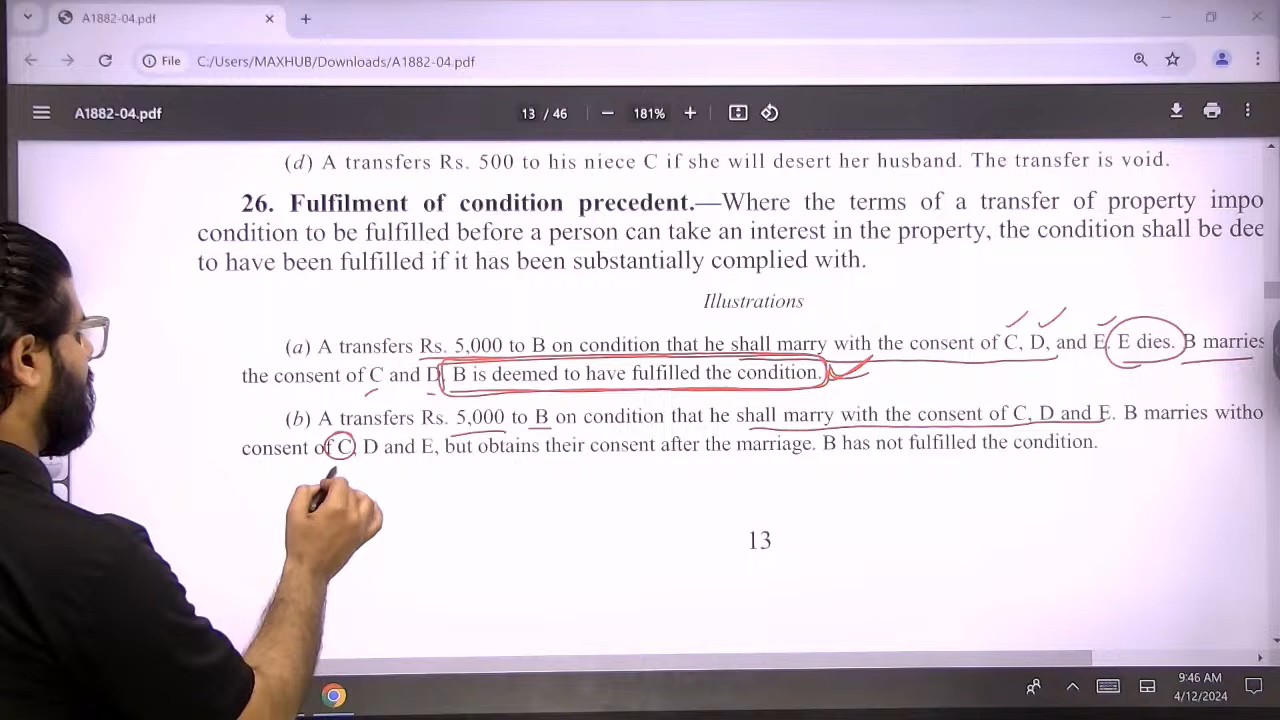 A1882-04.pdf
File C:/Users/MAXHUB/Downloads/A1882-04 pdf
A1882-04.pdf 13 / 46 181%
(d) A transfers Rs. 500 to his niece C if she will desert her husband. The transfer is void.
26. Fulfilment of condition precedent.—Where the terms of a transfer of property impo
condition to be fulfilled before a person can take an interest in the property, the condition shall be dee
to have been fulfilled if it has been substantially complied with.
Illustrations
(a) A transfers Rs. 5,000 to B on condition that he shall marry with the consent of C, D, and E. E dies. B marries
the consent of C and D. B is deemed to have fulfilled the condition.
(b) A transfers Rs. 5,000 to B on condition that he shall marry with the consent of C, D and E. B marries witho
consent of C, D and E, but obtains their consent after the marriage. B has not fulfilled the condition.
13
9:46 AM
4/12/2024